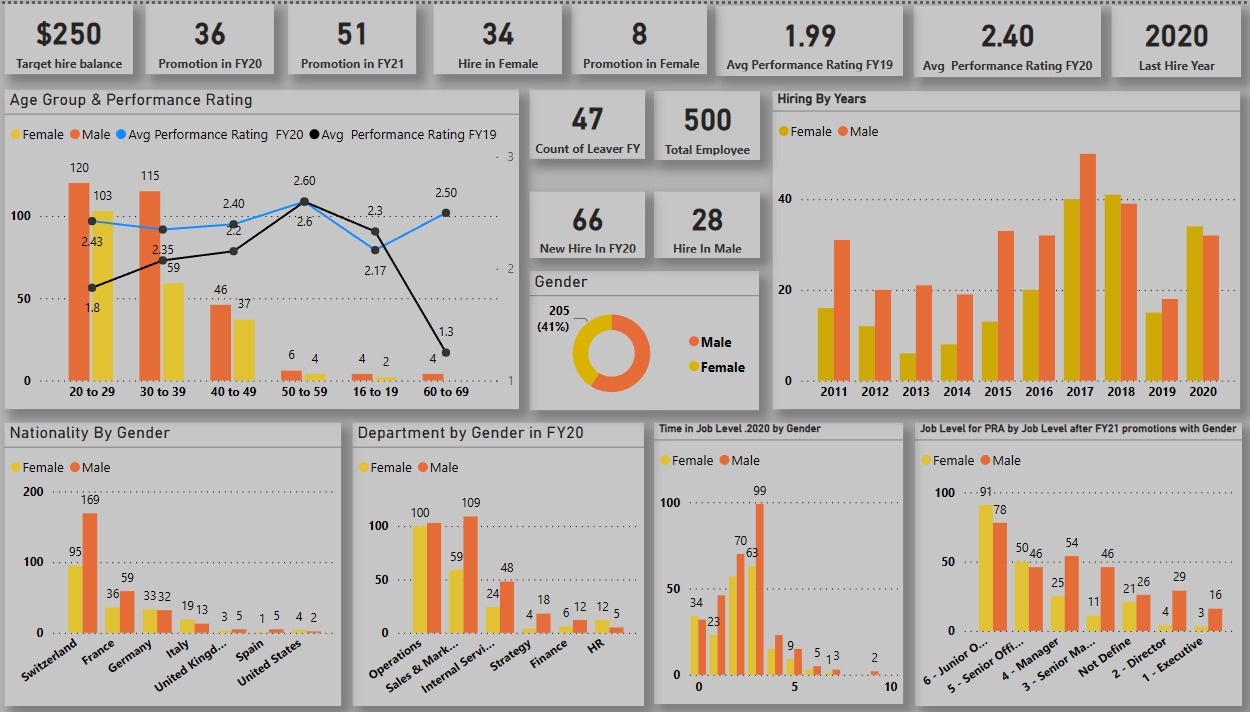 $250
Target hire balance
36
Promotion in FY20
51
Promotion in FY21
34
Hire in Female
8
Promotion in Female
1.99
Avg Performance Rating FY19
2.40
Avg Performance Rating FY20
2020
Last Hire Year
Age Group & Performance Rating
Female Male Avg Performance Rating FY20 Avg Performance Rating FY19
3
120
115
103
2.60
2.50
2.40
2.3
100
2.2
2.6
2.43
2.35
2.17
59
2
1.8
50
46
37
1.3
6
4
4
2
4
0
1
20 to 29
30 to 39
40 to 49
50 to 59
16 to 19
60 to 69
47
Count of Leaver FY
500
Total Employee
66
New Hire In FY20
28
Hire In Male
Gender
205
(41%)
Male
Female
Hiring By Years
Female Male
40
20
0
2011 2012 2013 2014 2015 2016 2017 2018 2019 2020
Nationality By Gender
Female Male
200
169
100
95
36
59
33
32
19
13
3
5
1
5
4
2
0
Switzerland
France
Germany
Italy
United Kingd...
Spain
United States
Department by Gender in FY20
Female Male
100
100
59
109
50
24
48
4
18
6
12
12
5
0
Operations
Sales & Mark...
Internal Servi...
Strategy
Finance
HR
Time in Job Level .2020 by Gender
Female Male
100
99
70
63
50
34
23
9
5
1
3
2
0
0 5 10
Job Level for PRA by Job Level after FY21 promotions with Gender
Female Male
100
91
78
50
50
46
25
54
11
46
21
26
4
29
3
16
0
6 - Junior O...
5 - Senior Offi...
4 - Manager
3 - Senior Ma...
Not Define
2 - Director
1 - Executive